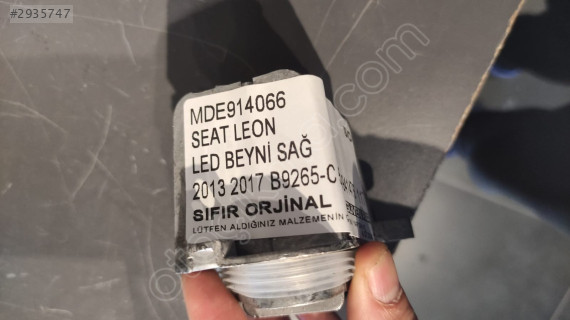 #2935747
MDE914066
SEAT LEON
LED BEYNİ SAĞ
2013 2017 B9265-C
SIFIR ORJİNAL
LÜTFEN ALDIĞINIZ MALZEMENİN